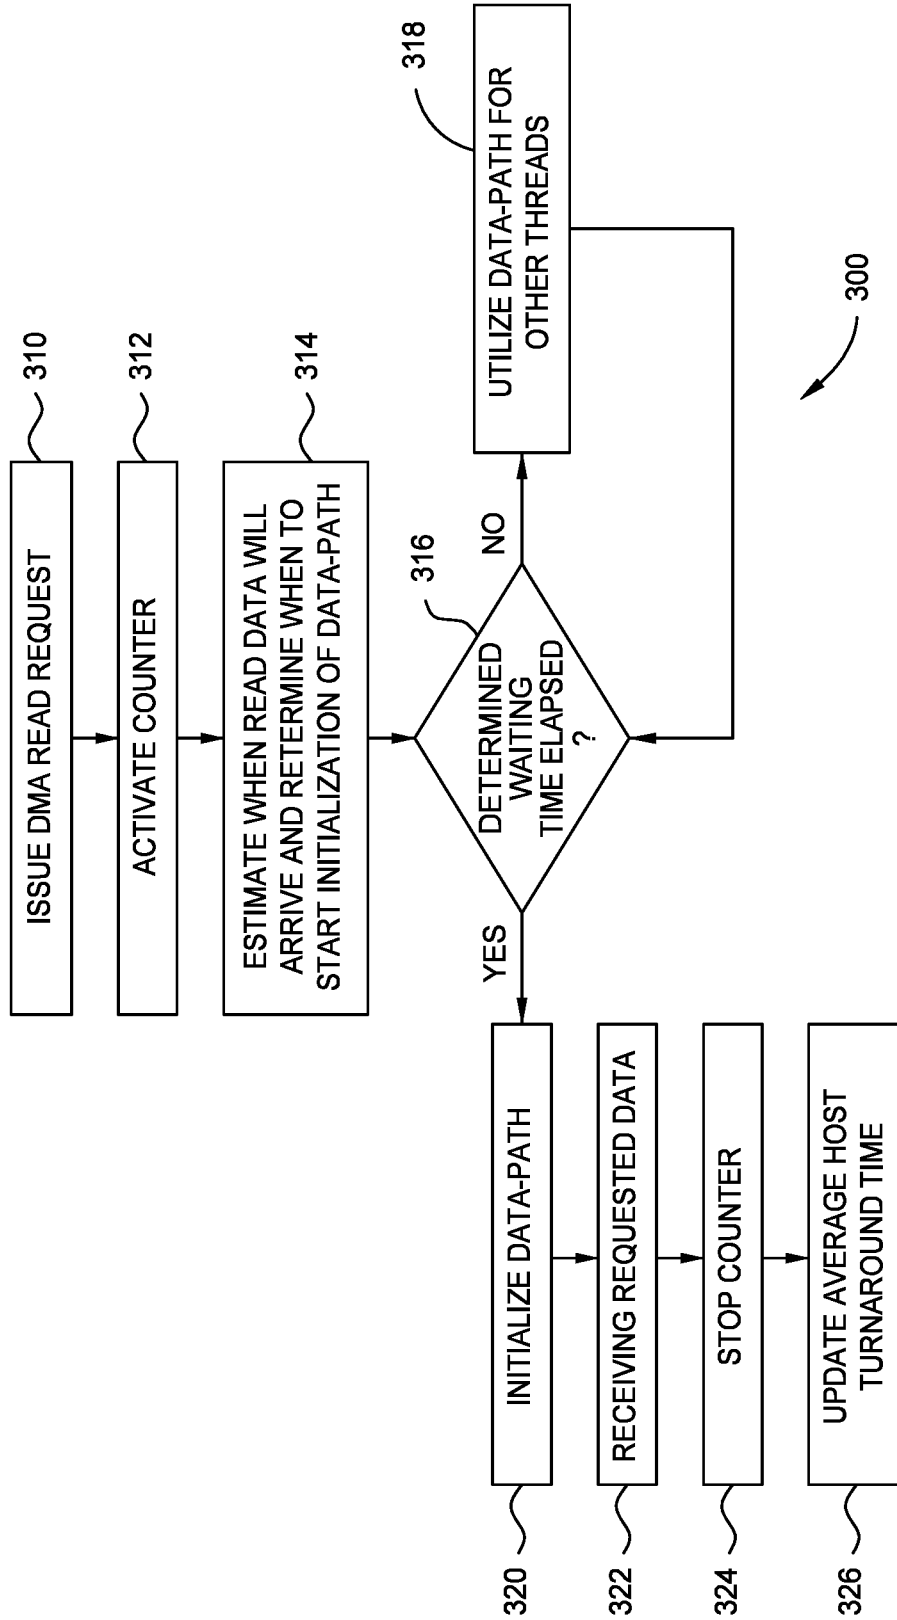 ISSUE DMA READ REQUEST
310
ACTIVATE COUNTER
312
ESTIMATE WHEN READ DATA WILL
ARRIVE AND RETERMINE WHEN TO
START INITIALIZATION OF DATA-PATH
314
DETERMINED
WAITING
TIME ELAPSED
?
316
NO
UTILIZE DATA-PATH FOR
OTHER THREADS
318
YES
320
INITIALIZE DATA-PATH
322
RECEIVING REQUESTED DATA
324
STOP COUNTER
326
UPDATE AVERAGE HOST
TURNAROUND TIME
300